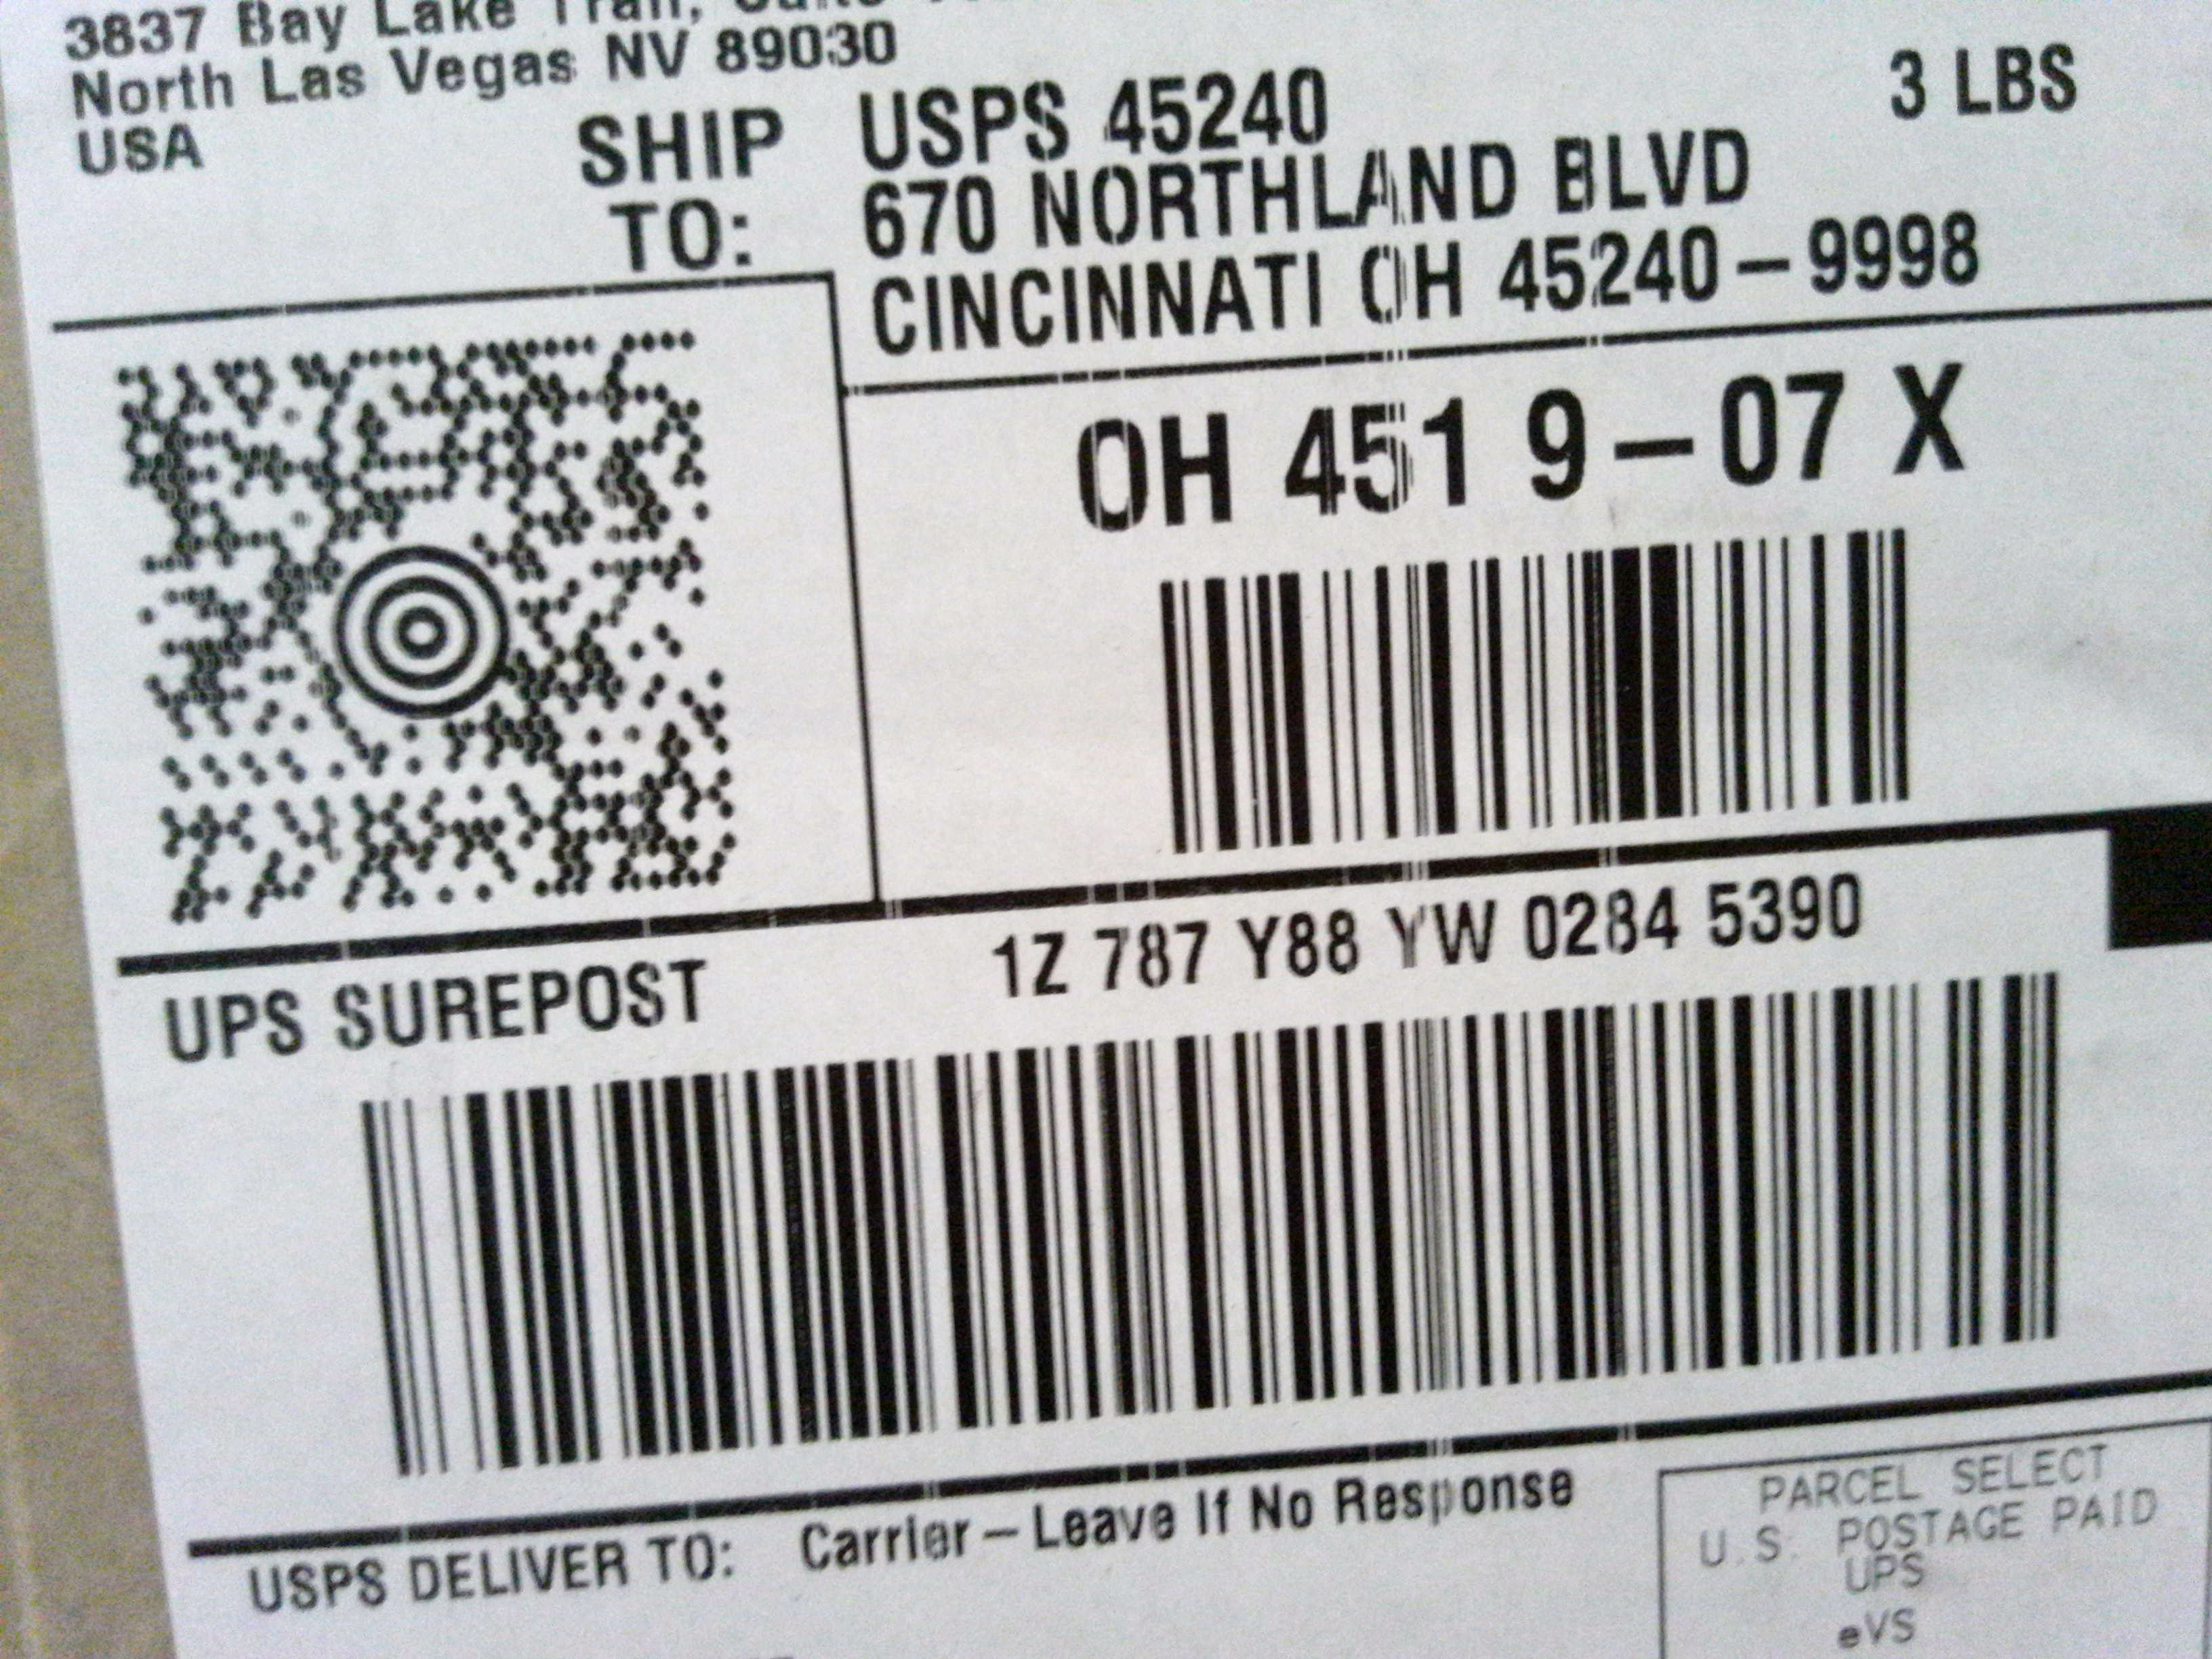 3837 Bay Lake Trail,
North Las Vegas NV 89030
USA
3 LBS
SHIP TO:
USPS 45240
670 NORTHLAND BLVD
CINCINNATI OH 45240-9998
OH 451 9-07 X
UPS SUREPOST
1Z 787 Y88 YW 0284 5390
USPS DELIVER TO:
Carrier - Leave If No Response
PARCEL SELECT
U.S. POSTAGE PAID
UPS
eVS